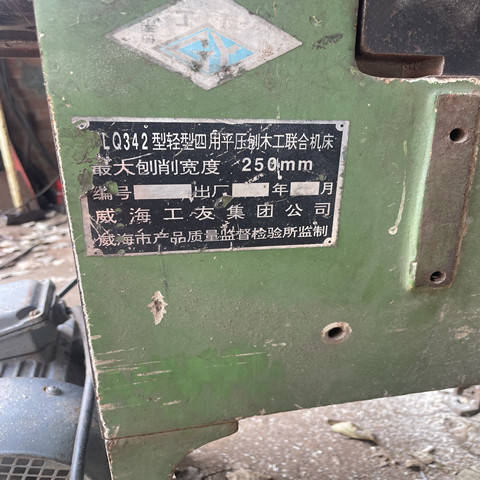 工友
LQ342型轻型四用平压刨木工联合机床
最大刨削宽度 250mm
编号 出厂 年 月
威海工友集团公司
威海市产品质量监督检验所监制